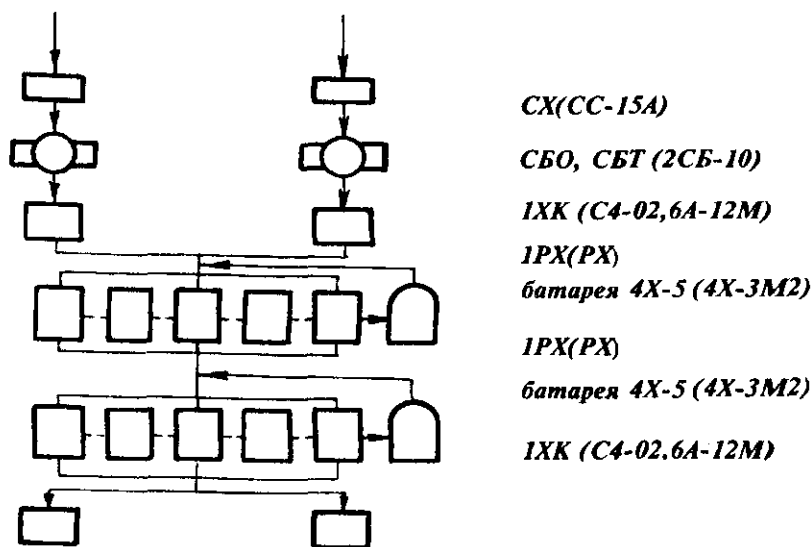 СХ(СС-15А)
СБО, СБТ (2СБ-10)
1ХК (С4-02,6А-12М)
1РХ(РХ)
батарея 4Х-5 (4Х-3М2)
1РХ(РХ)
батарея 4Х-5 (4Х-3М2)
1ХК (С4-02,6А-12М)